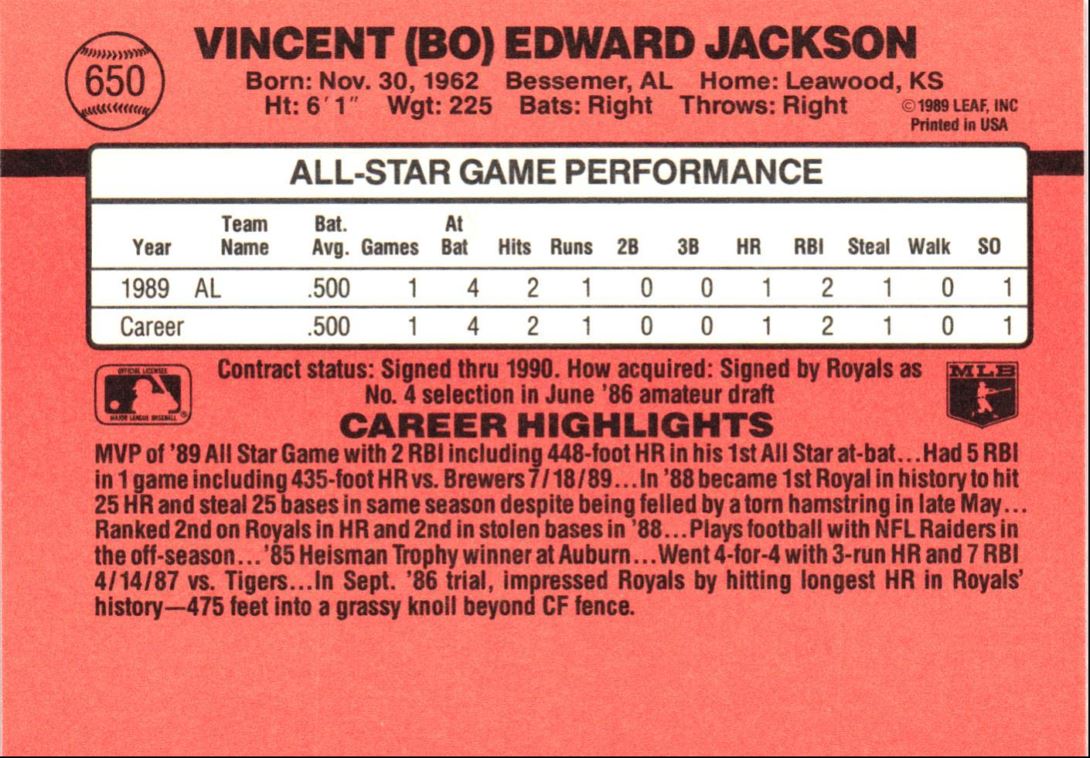 650
VINCENT (BO) EDWARD JACKSON
Born: Nov. 30, 1962 Bessemer, AL Home: Leawood, KS
Ht: 6' 1" Wgt: 225 Bats: Right Throws: Right
©1989 LEAF, INC
Printed in USA
ALL-STAR GAME PERFORMANCE
Year Team Name Bat. Avg. Games At Bat Hits Runs 2B 3B HR RBI Steal Walk SO
1989 AL .500 1 4 2 1 0 0 1 2 1 0 1
Career .500 1 4 2 1 0 0 1 2 1 0 1
OFFICIAL LICENSEE
MAJOR LEAGUE BASEBALL
®
Contract status: Signed thru 1990. How acquired: Signed by Royals as
No. 4 selection in June '86 amateur draft
MLB
CAREER HIGHLIGHTS
MVP of '89 All Star Game with 2 RBI including 448-foot HR in his 1st All Star at-bat...Had 5 RBI
in 1 game including 435-foot HR vs. Brewers 7/18/89...In '88 became 1st Royal in history to hit
25 HR and steal 25 bases in same season despite being felled by a torn hamstring in late May...
Ranked 2nd on Royals in HR and 2nd in stolen bases in '88...Plays football with NFL Raiders in
the off-season...'85 Heisman Trophy winner at Auburn...Went 4-for-4 with 3-run HR and 7 RBI
4/14/87 vs. Tigers...In Sept. '86 trial, impressed Royals by hitting longest HR in Royals'
history—475 feet into a grassy knoll beyond CF fence.